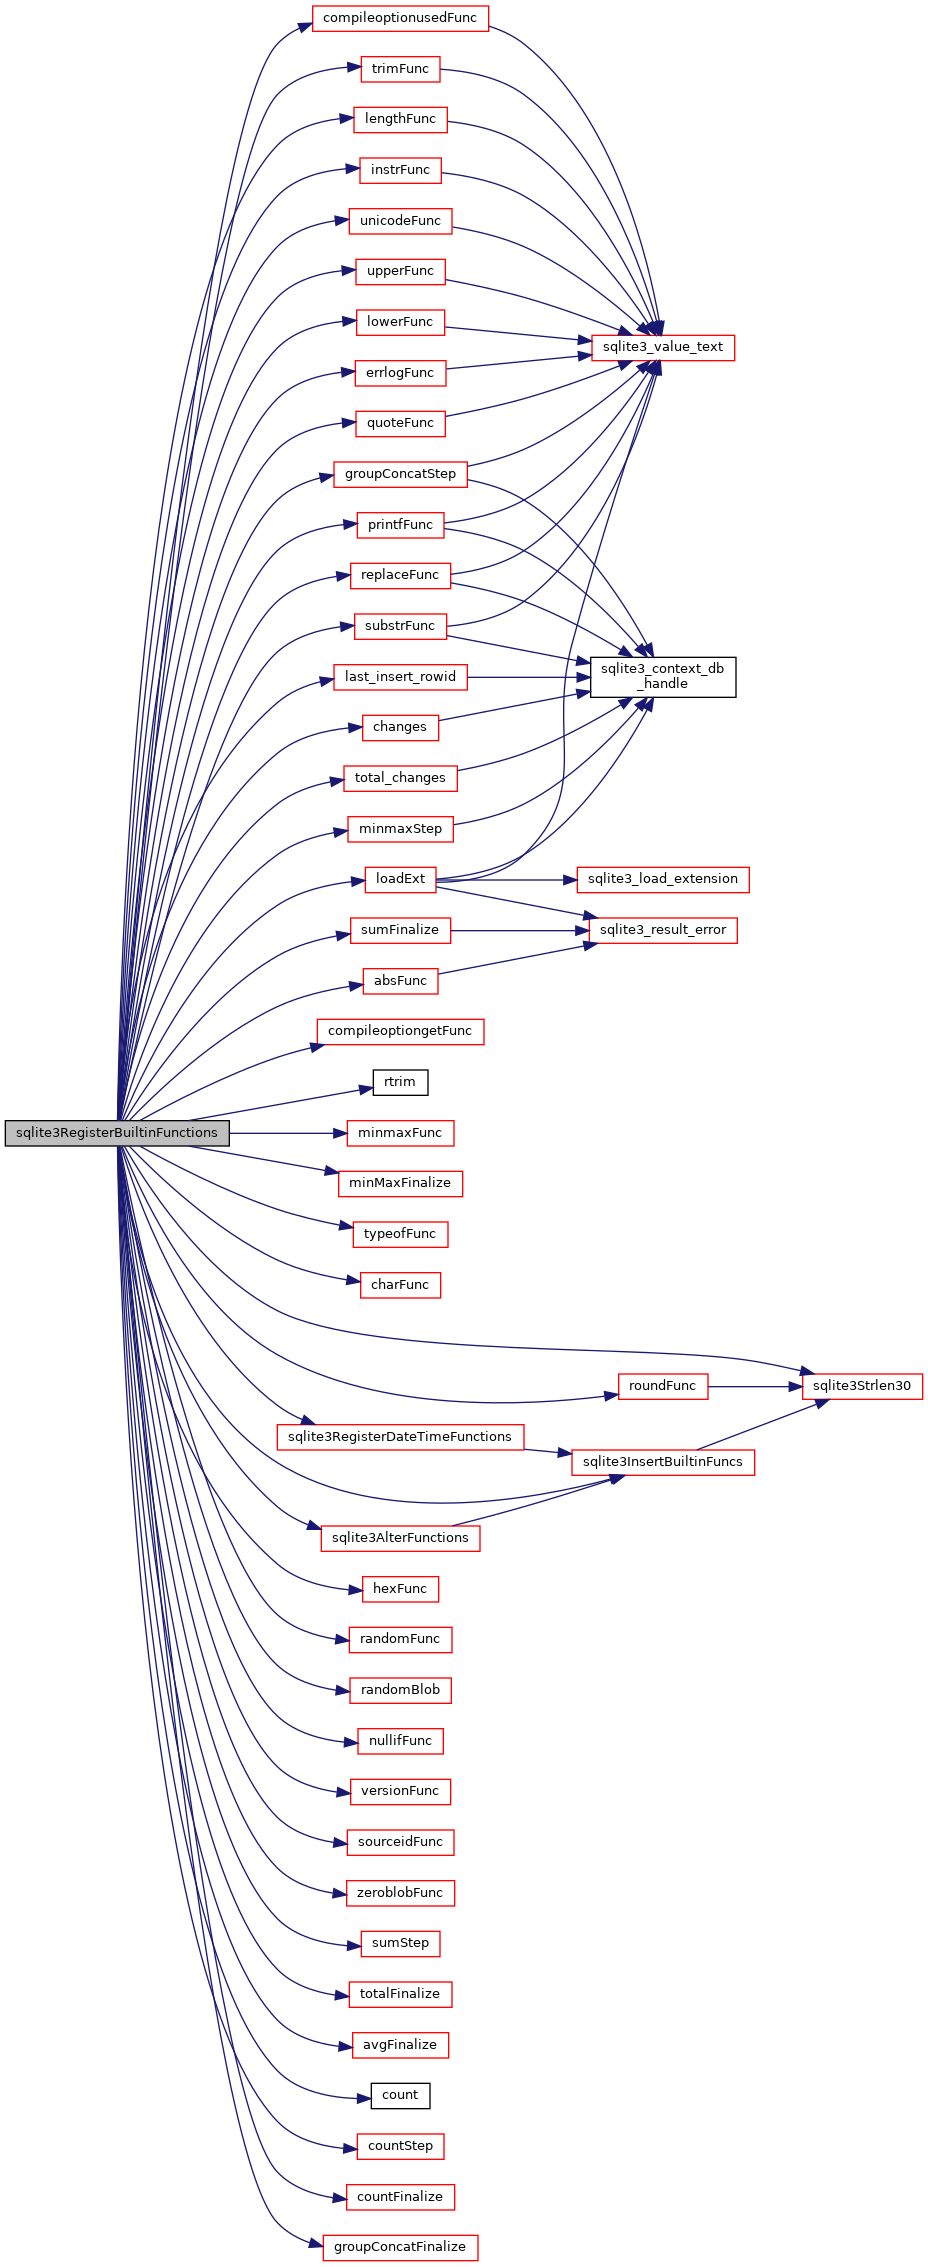 compileoptionusedFunc
trimFunc
lengthFunc
instrFunc
unicodeFunc
upperFunc
lowerFunc
sqlite3_value_text
errlogFunc
quoteFunc
groupConcatStep
printfFunc
replaceFunc
substrFunc
sqlite3_context_db
_handle
last_insert_rowid
changes
total_changes
minmaxStep
loadExt
sqlite3_load_extension
sumFinalize
sqlite3_result_error
absFunc
compileoptiongetFunc
rtrim
sqlite3RegisterBuiltinFunctions
minmaxFunc
minMaxFinalize
typeofFunc
charFunc
roundFunc
sqlite3Strlen30
sqlite3RegisterDateTimeFunctions
sqlite3InsertBuiltinFuncs
sqlite3AlterFunctions
hexFunc
randomFunc
randomBlob
nullifFunc
versionFunc
sourceidFunc
zeroblobFunc
sumStep
totalFinalize
avgFinalize
count
countStep
countFinalize
groupConcatFinalize